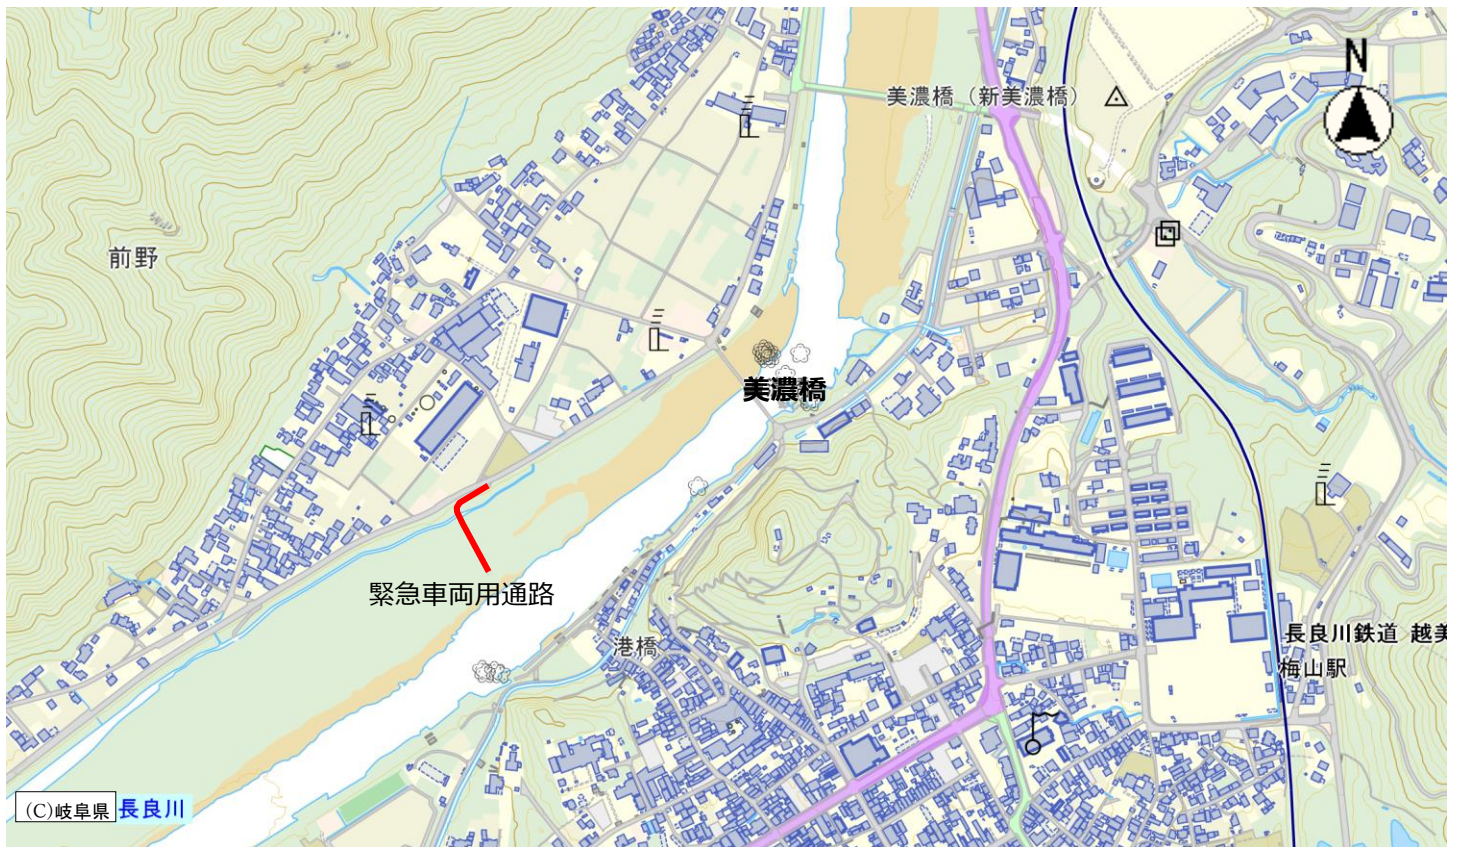 N
美濃橋（新美濃橋）
前野
美濃橋
緊急車両用通路
港橋
長良川鉄道 越美
梅山駅
(C)岐阜県
長良川